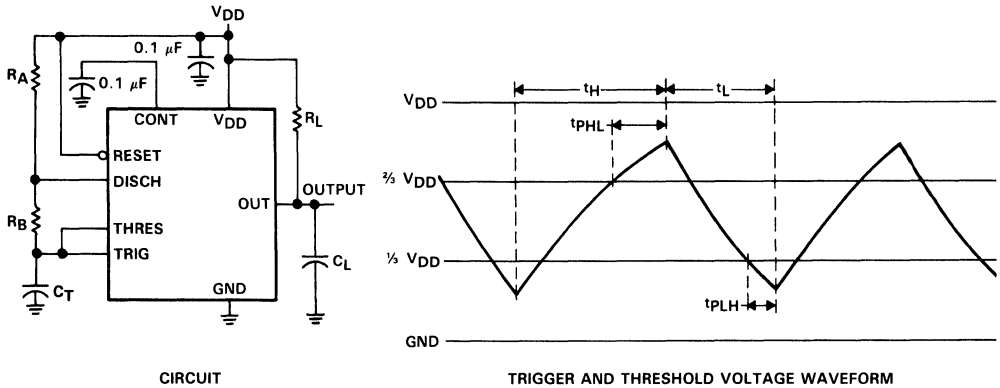 VDD
0.1 µF
RA
0.1 µF
CONT
VDD
RL
RESET
DISCH
OUTPUT
OUT
RB
THRES
TRIG
CL
CT
GND
CIRCUIT
tH
tL
VDD
tPHL
⅔ VDD
⅓ VDD
tPLH
GND
TRIGGER AND THRESHOLD VOLTAGE WAVEFORM